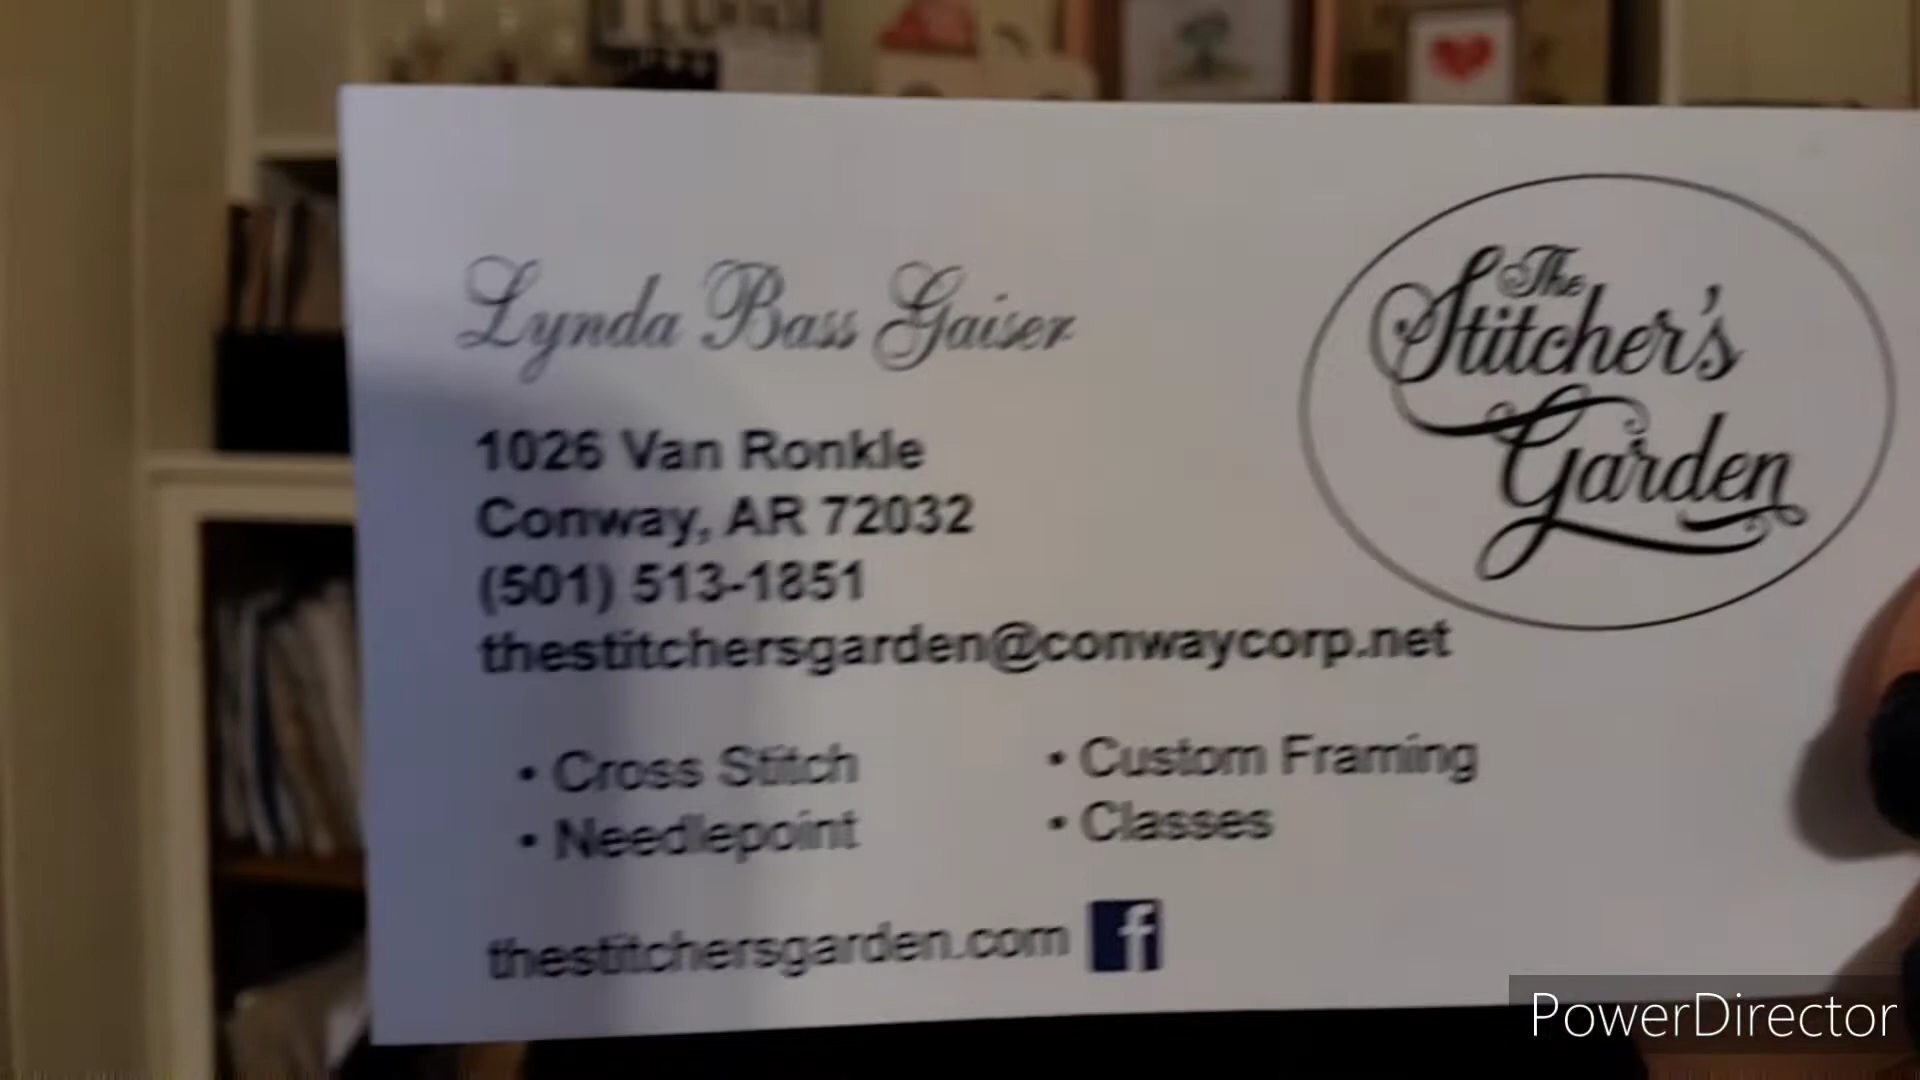 Lynda Bass Gaiser
The
Stitcher's
Garden
1026 Van Ronkle
Conway, AR 72032
(501) 513-1851
thestitchersgarden@conwaycorp.net
• Cross Stitch
• Needlepoint
• Custom Framing
• Classes
thestitchersgarden.com f
PowerDirector